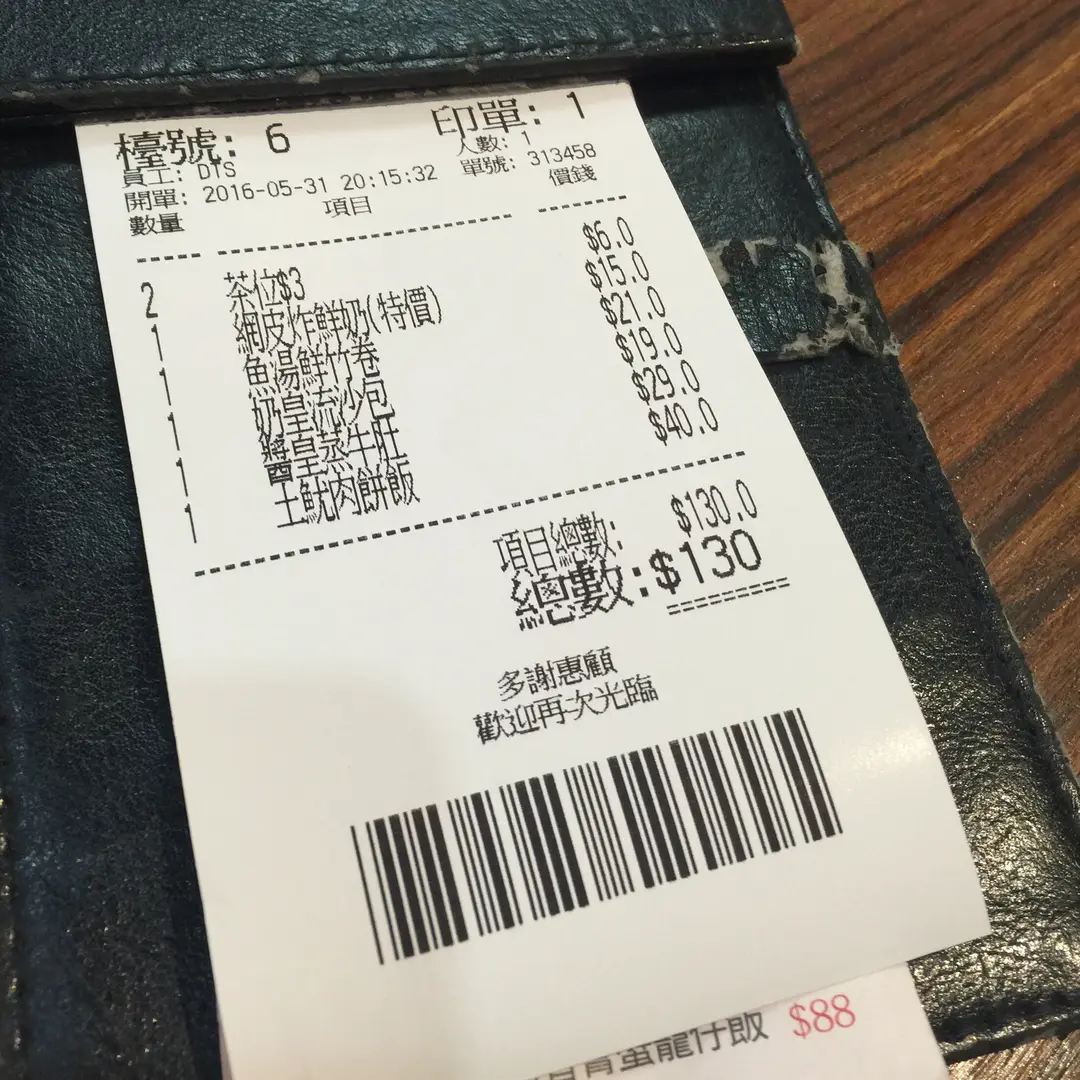 檯號: 6 印單: 1
員工: DTS 人數: 1
開單: 2016-05-31 20:15:32 單號: 313458
數量 項目 價錢
2 茶位$3 $6.0
1 網皮炸鮮奶(特價) $15.0
1 魚湯鮮竹卷 $21.0
1 奶皇流沙包 $19.0
1 醬皇蒸牛肚 $29.0
1 土魷肉餅飯 $40.0
項目總數: $130.0
總數:$130
多謝惠顧
歡迎再次光臨
龍仔飯 $88